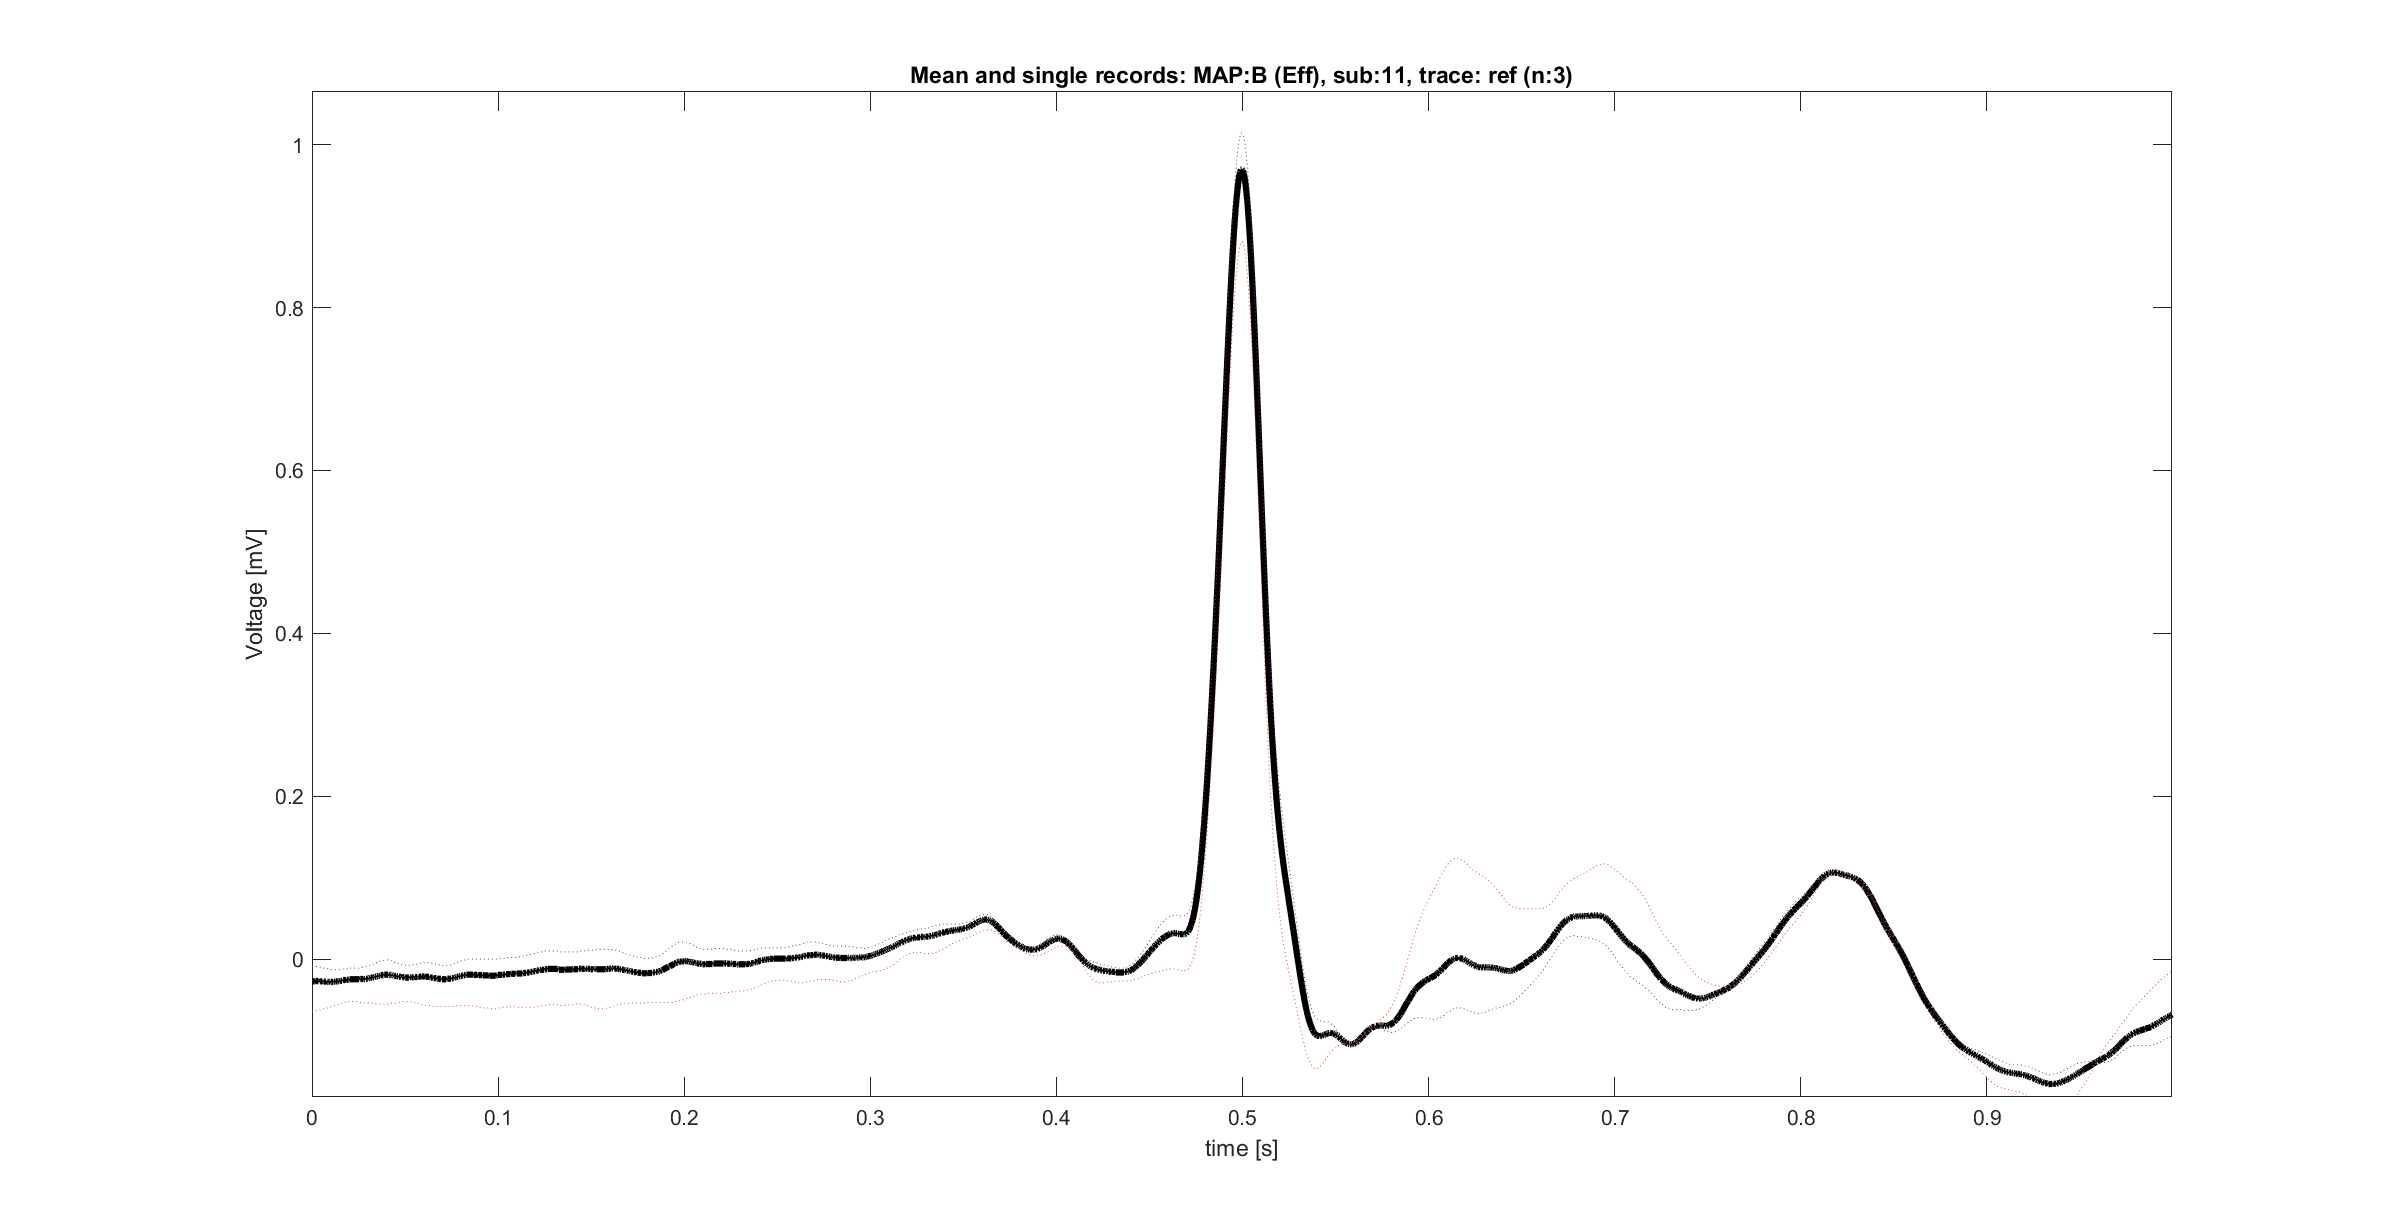 Mean and single records: MAP:B (Eff), sub:11, trace: ref (n:3)
1
0.8
0.6
0.4
0.2
0
Voltage [mV]
0 0.1 0.2 0.3 0.4 0.5 0.6 0.7 0.8 0.9
time [s]